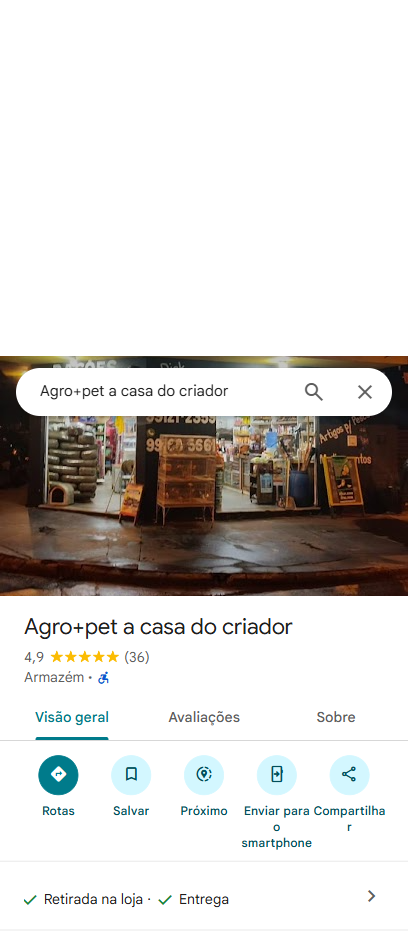 Agro+pet a casa do criador
Artigos p/
Agro+pet a casa do criador
4,9 (36)
Armazém ·
Visão geral Avaliações Sobre
Rotas Salvar Próximo Enviar para o smartphone Compartilhar
Retirada na loja · Entrega